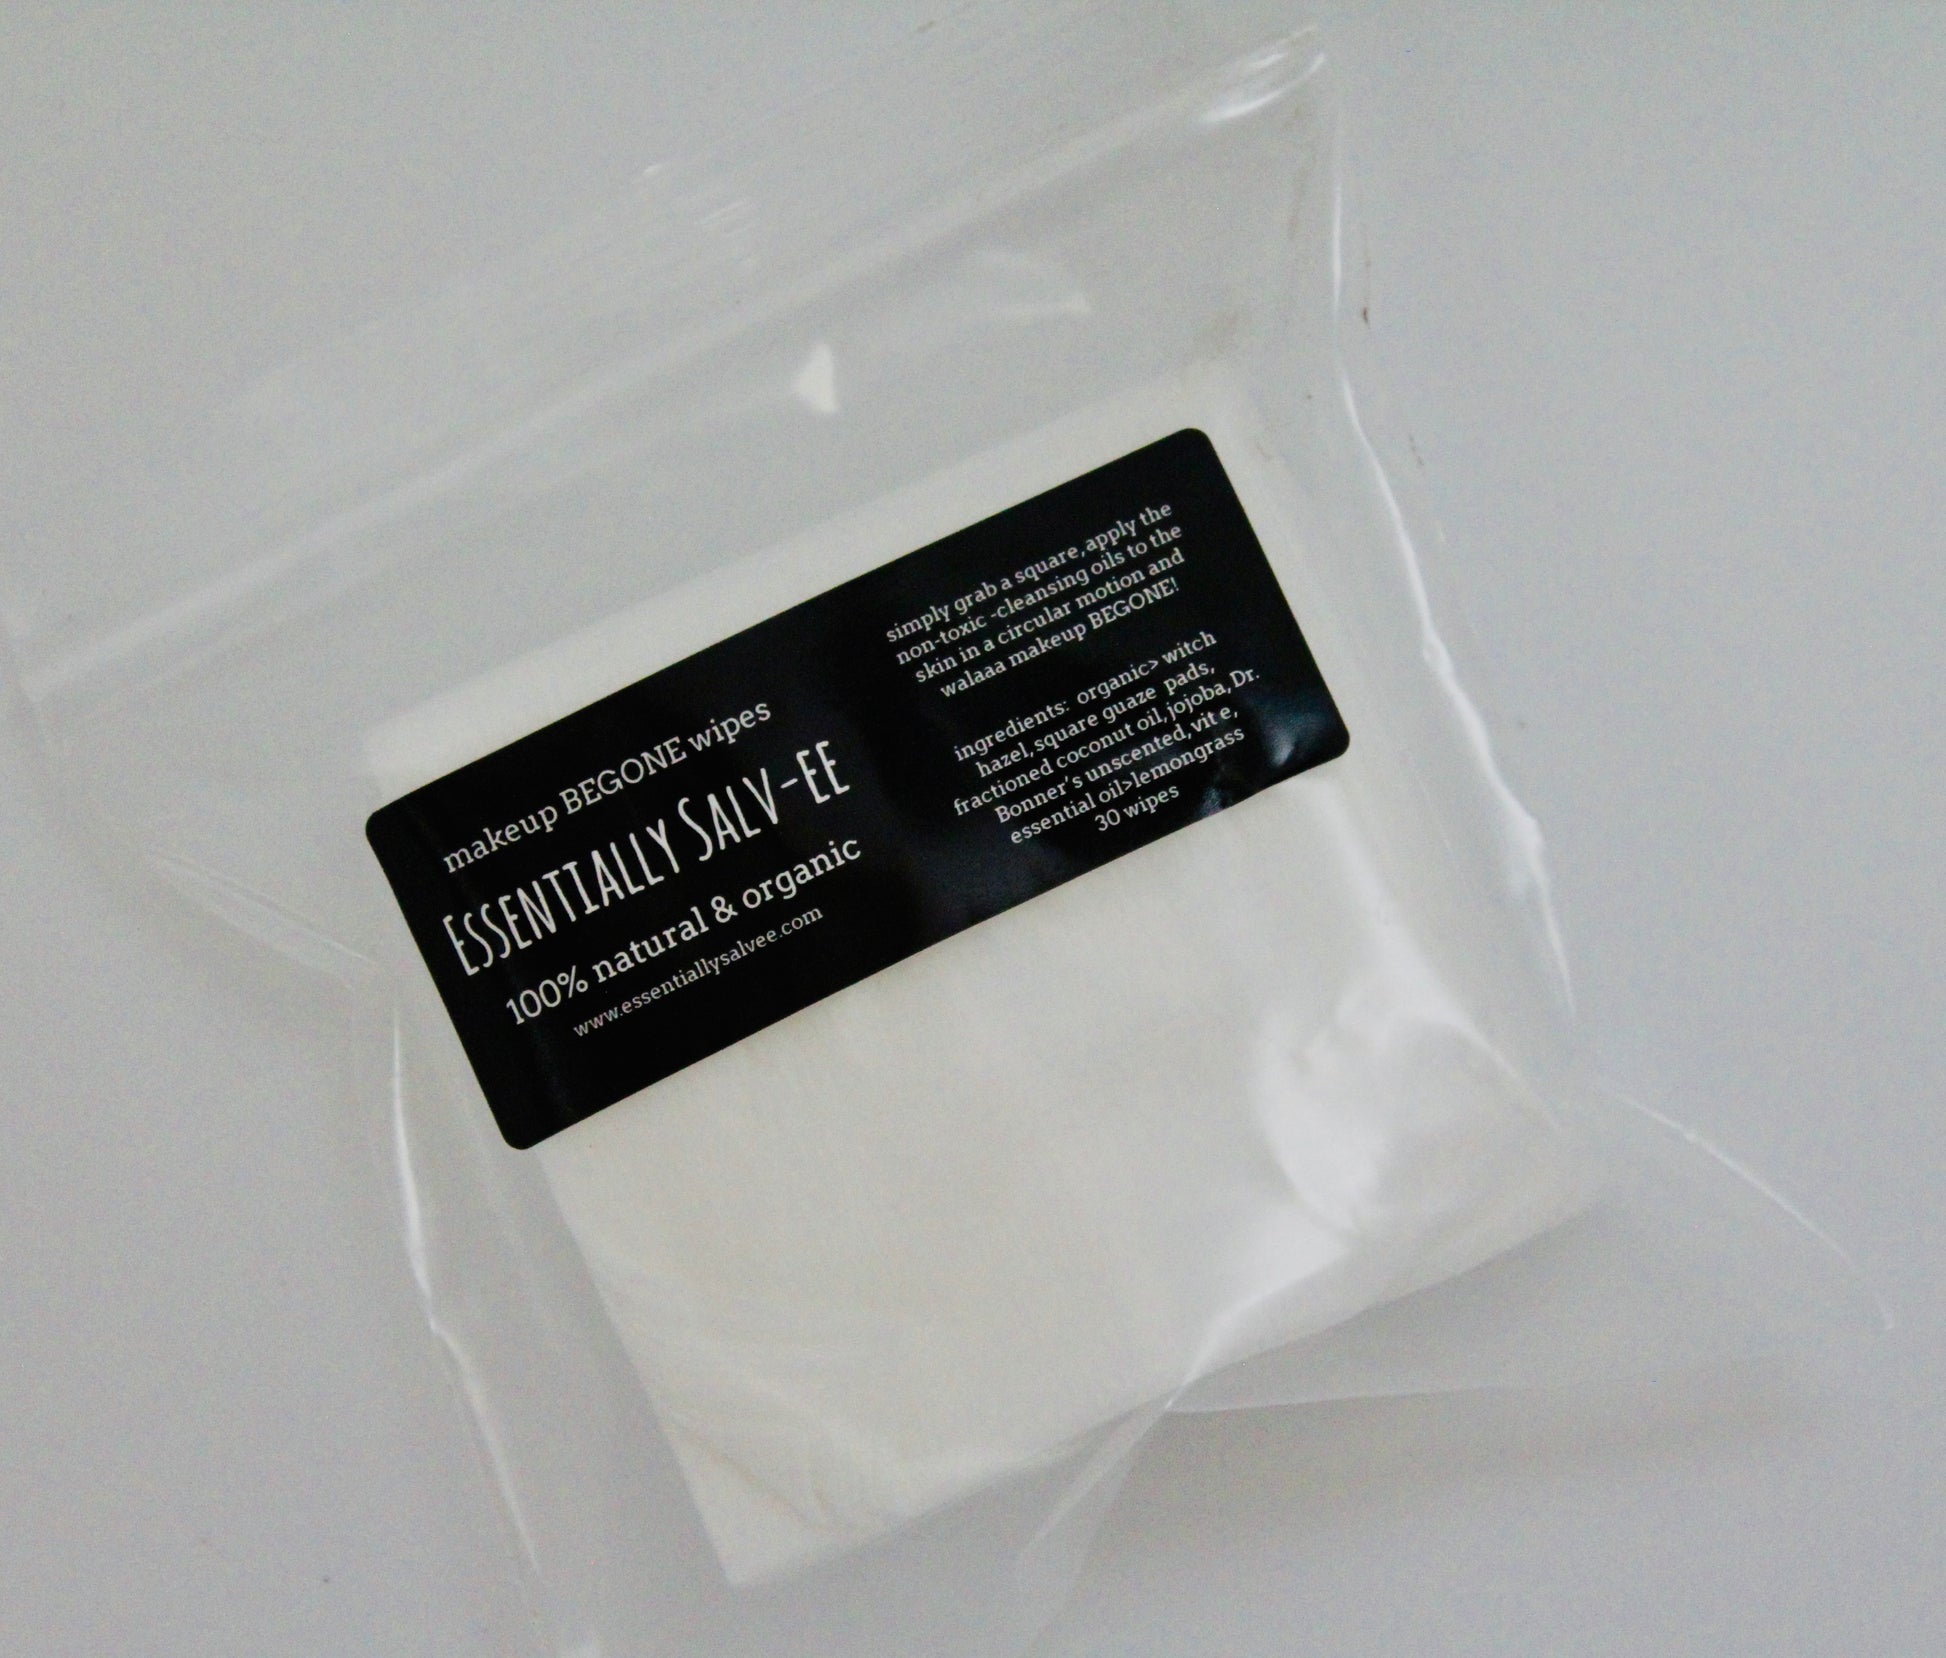 makeup BEGONE wipes
ESSENTIALLY SALV-EE
100% natural & organic
www.essentiallysalvee.com
simply grab a square, apply the
non-toxic -cleansing oils to the
skin in a circular motion and
walaaa makeup BEGONE!
ingredients: organic> witch
hazel, square guaze pads,
fractioned coconut oil, jojoba, Dr.
Bonner's unscented, vit e,
essential oil>lemongrass
30 wipes